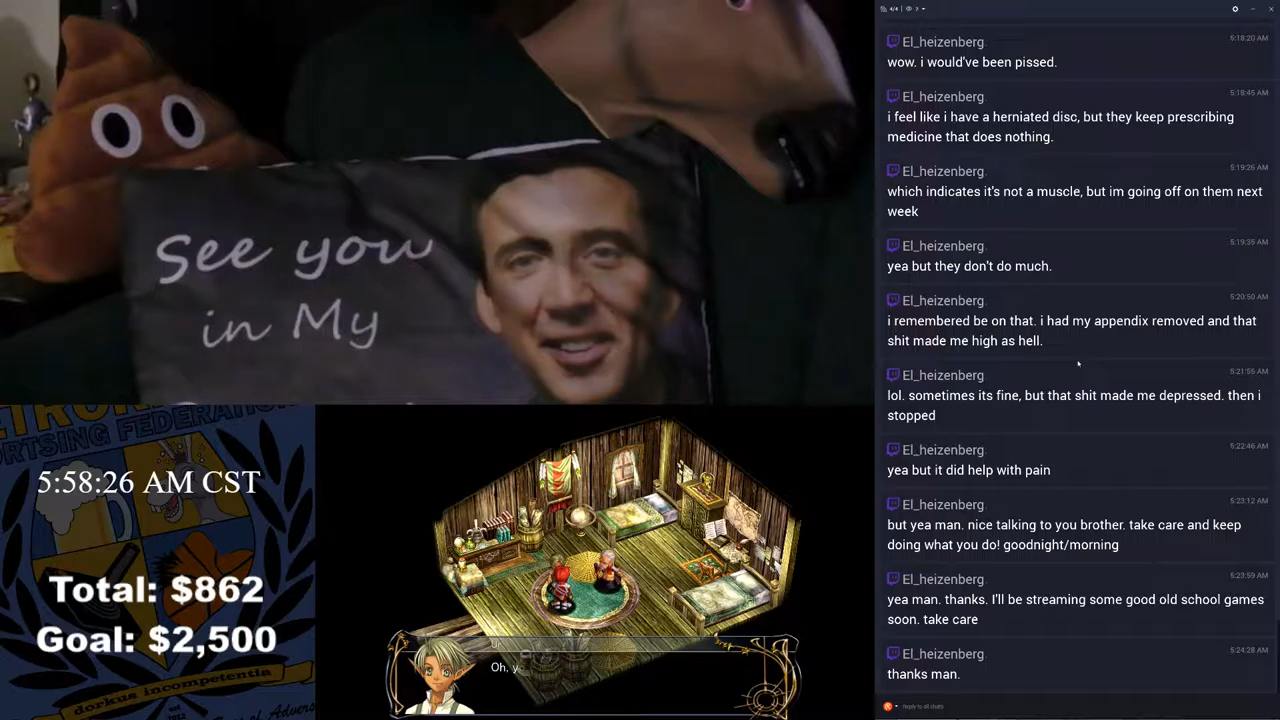 See you
in My
ORTSING FEDERATION
5:58:26 AM CST
Total: $862
Goal: $2,500
dorkus incompetentia
Oh, y
4/4
El_heizenberg 5:18:20 AM
wow. i would've been pissed.
El_heizenberg 5:18:45 AM
i feel like i have a herniated disc, but they keep prescribing
medicine that does nothing.
El_heizenberg 5:19:26 AM
which indicates it's not a muscle, but im going off on them next
week
El_heizenberg 5:19:35 AM
yea but they don't do much.
El_heizenberg 5:20:50 AM
i remembered be on that. i had my appendix removed and that
shit made me high as hell.
El_heizenberg 5:21:55 AM
lol. sometimes its fine, but that shit made me depressed. then i
stopped
El_heizenberg 5:22:46 AM
yea but it did help with pain
El_heizenberg 5:23:12 AM
but yea man. nice talking to you brother. take care and keep
doing what you do! goodnight/morning
El_heizenberg 5:23:59 AM
yea man. thanks. I'll be streaming some good old school games
soon. take care
El_heizenberg 5:24:28 AM
thanks man.
Reply to all chats